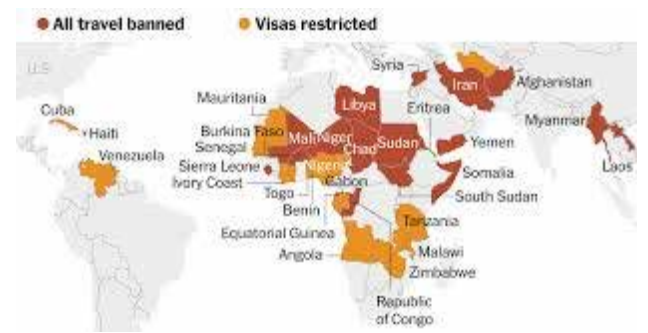 All travel banned
Visas restricted
U.S.
Syria
Iran
Afghanistan
Cuba
Mauritania
Libya
Eritrea
Myanmar
Haiti
Burkina Faso
Mali
Niger
Chad
Sudan
Yemen
Venezuela
Senegal
Sierra Leone
Nigeria
Somalia
Laos
Ivory Coast
Gabon
South Sudan
Togo
Benin
Tanzania
Equatorial Guinea
Angola
Malawi
Zimbabwe
Republic
of Congo